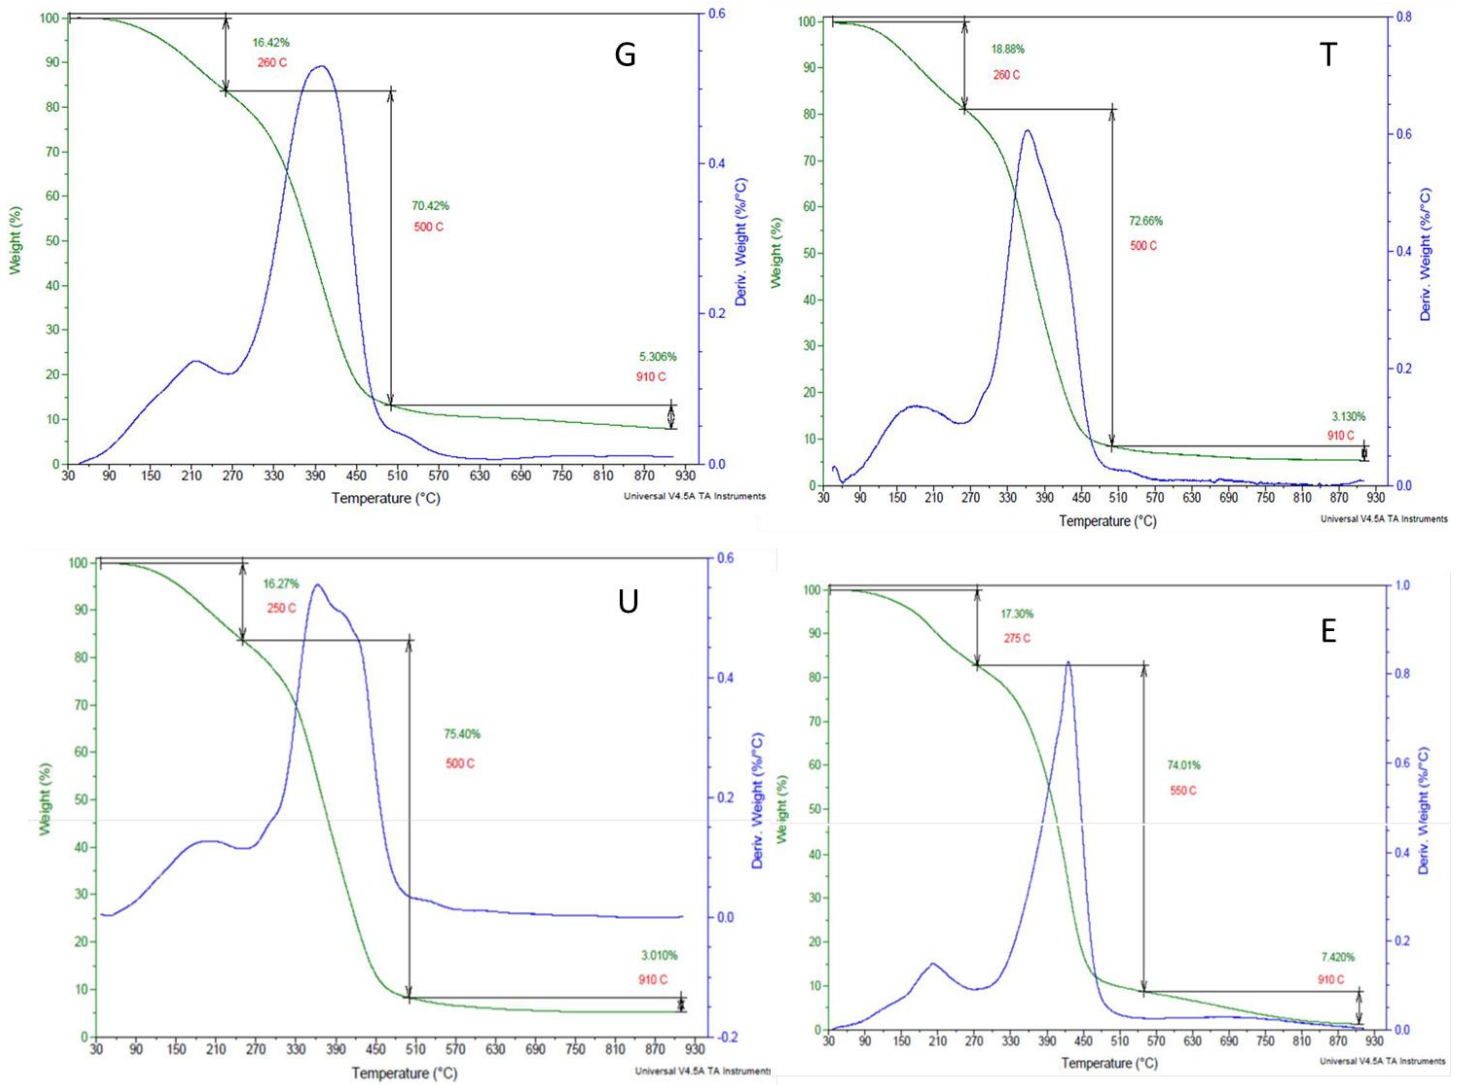 G
16.42%
260 C
70.42%
500 C
5.306%
910 C
Weight (%)
100
90
80
70
60
50
40
30
20
10
0
0.6
0.4
0.2
0.0
Deriv. Weight (%/°C)
30 90 150 210 270 330 390 450 510 570 630 690 750 810 870 930
Temperature (°C)
Universal V4.5A TA Instruments
T
18.88%
260 C
72.66%
500 C
3.130%
910 C
Weight (%)
100
90
80
70
60
50
40
30
20
10
0
0.8
0.6
0.4
0.2
0.0
Deriv. Weight (%/°C)
30 90 150 210 270 330 390 450 510 570 630 690 750 810 870 930
Temperature (°C)
Universal V4.5A TA Instruments
U
16.27%
250 C
75.40%
500 C
3.010%
910 C
Weight (%)
100
90
80
70
60
50
40
30
20
10
0
0.6
0.4
0.2
0.0
-0.2
Deriv. Weight (%/°C)
30 90 150 210 270 330 390 450 510 570 630 690 750 810 870 930
Temperature (°C)
Universal V4.5A TA Instruments
E
17.30%
275 C
74.01%
550 C
7.420%
910 C
Weight (%)
100
90
80
70
60
50
40
30
20
10
0
1.0
0.8
0.6
0.4
0.2
0.0
Deriv. Weight (%/°C)
30 90 150 210 270 330 390 450 510 570 630 690 750 810 870 930
Temperature (°C)
Universal V4.5A TA Instruments